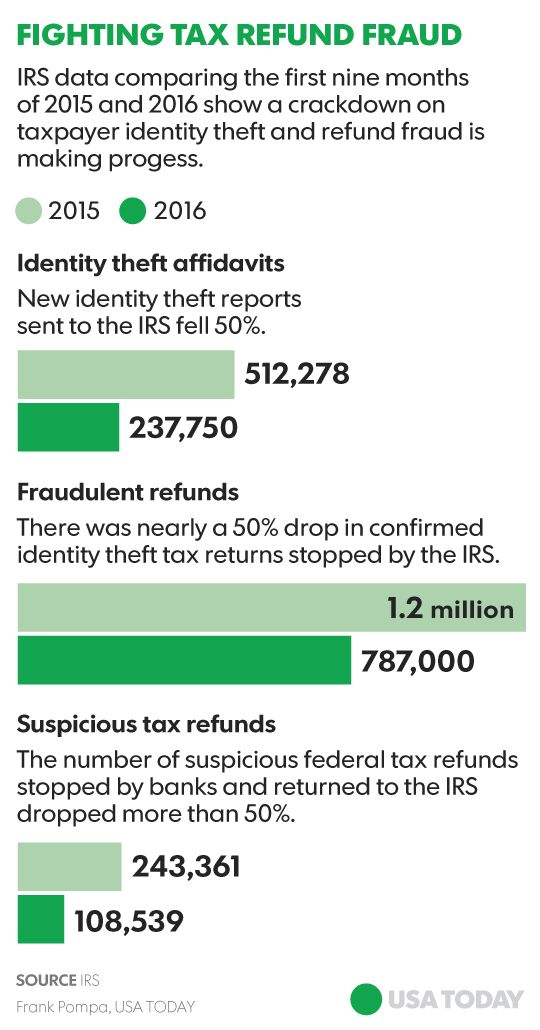 FIGHTING TAX REFUND FRAUD
IRS data comparing the first nine months
of 2015 and 2016 show a crackdown on
taxpayer identity theft and refund fraud is
making progess.
2015 2016
Identity theft affidavits
New identity theft reports
sent to the IRS fell 50%.
512,278
237,750
Fraudulent refunds
There was nearly a 50% drop in confirmed
identity theft tax returns stopped by the IRS.
1.2 million
787,000
Suspicious tax refunds
The number of suspicious federal tax refunds
stopped by banks and returned to the IRS
dropped more than 50%.
243,361
108,539
SOURCE IRS
Frank Pompa, USA TODAY
USA TODAY